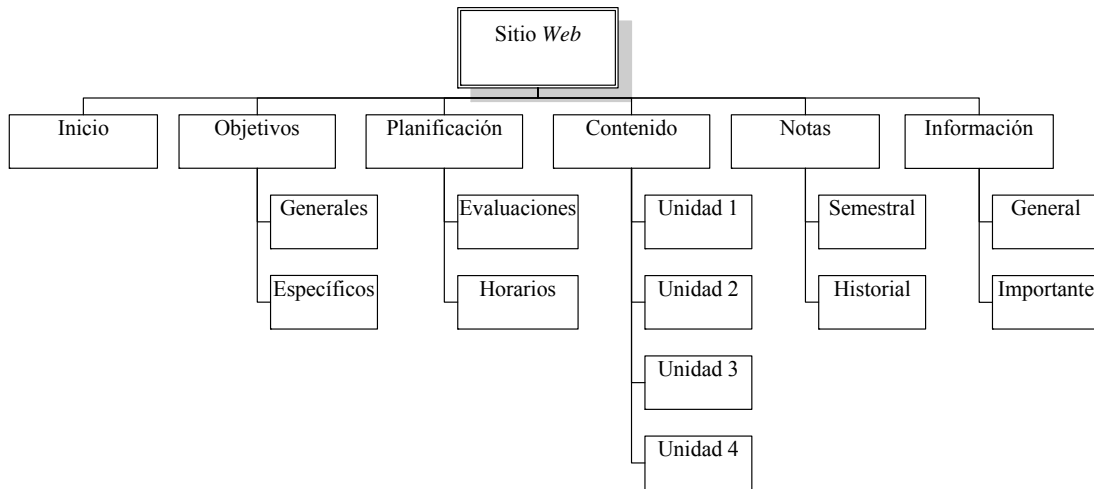 Sitio Web
Inicio
Objetivos
Planificación
Contenido
Notas
Información
Generales
Evaluaciones
Unidad 1
Semestral
General
Específicos
Horarios
Unidad 2
Historial
Importante
Unidad 3
Unidad 4